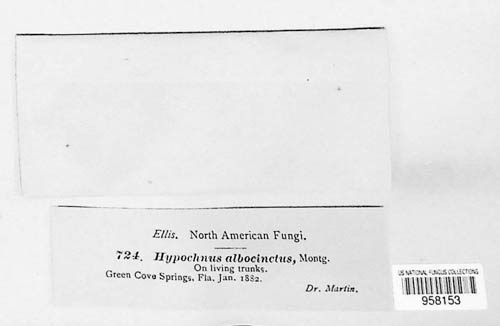 Ellis. North American Fungi.
724. Hypochnus albocinctus, Montg.
On living trunks.
Green Cove Springs, Fla. Jan. 1882.
Dr. Martin.
US NATIONAL FUNGUS COLLECTIONS
958153